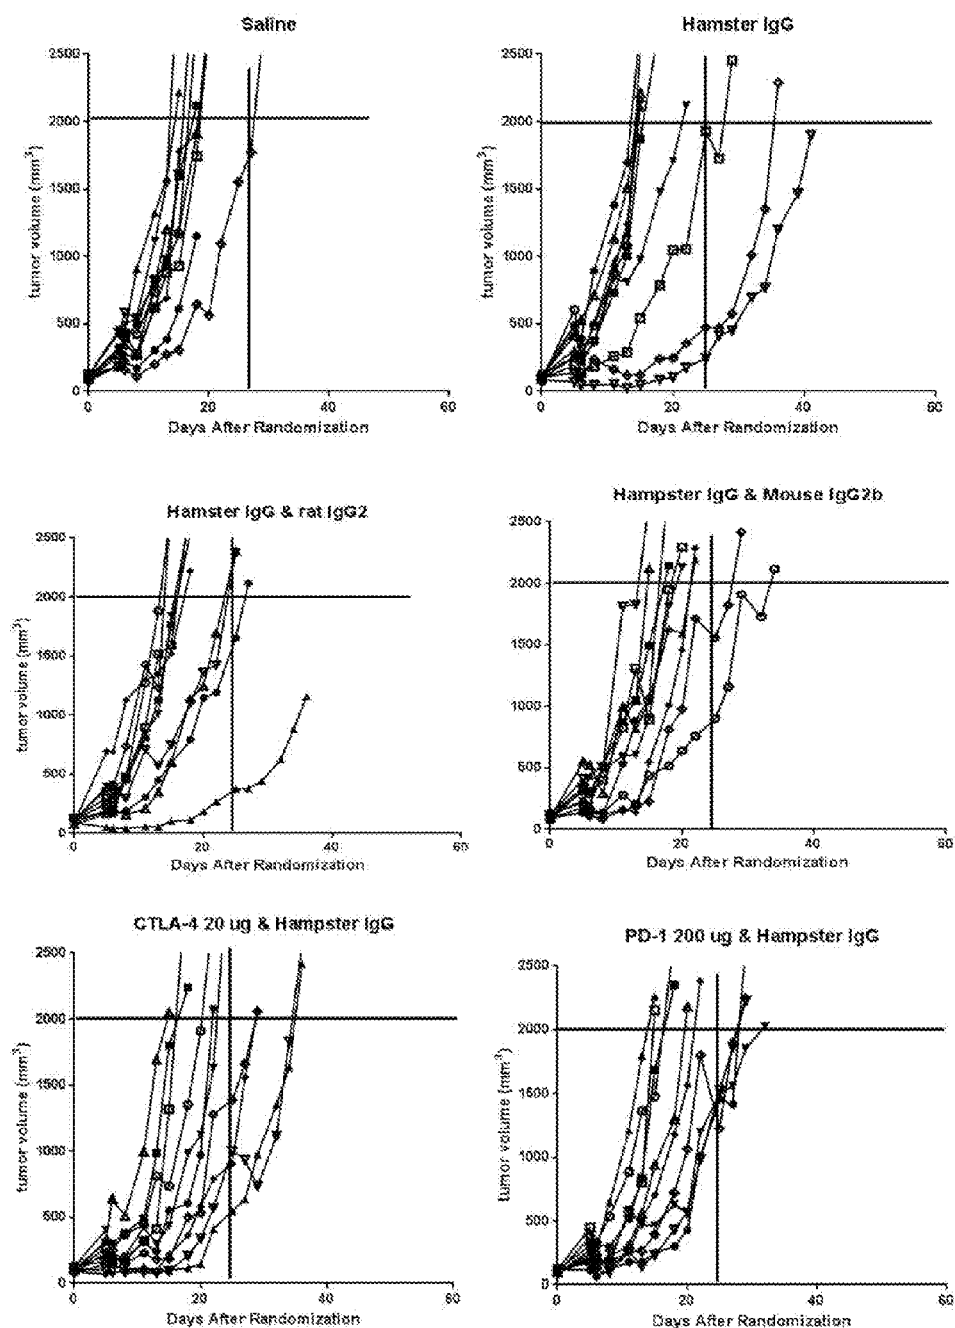 Saline
Hamster IgG
2500
2000
1500
1000
500
0
tumor volume (mm³)
0 20 40 60
Days After Randomization
2500
2000
1500
1000
500
0
tumor volume (mm³)
0 20 40 60
Days After Randomization
Hamster IgG & rat IgG2
Hampster IgG & Mouse IgG2b
2500
2000
1500
1000
500
0
tumor volume (mm³)
0 20 40 60
Days After Randomization
2500
2000
1500
1000
500
0
tumor volume (mm³)
0 20 40 60
Days After Randomization
CTLA-4 20 ug & Hampster IgG
PD-1 200 ug & Hampster IgG
2500
2000
1500
1000
500
0
tumor volume (mm³)
0 20 40 60
Days After Randomization
2500
2000
1500
1000
500
0
tumor volume (mm³)
0 20 40 60
Days After Randomization